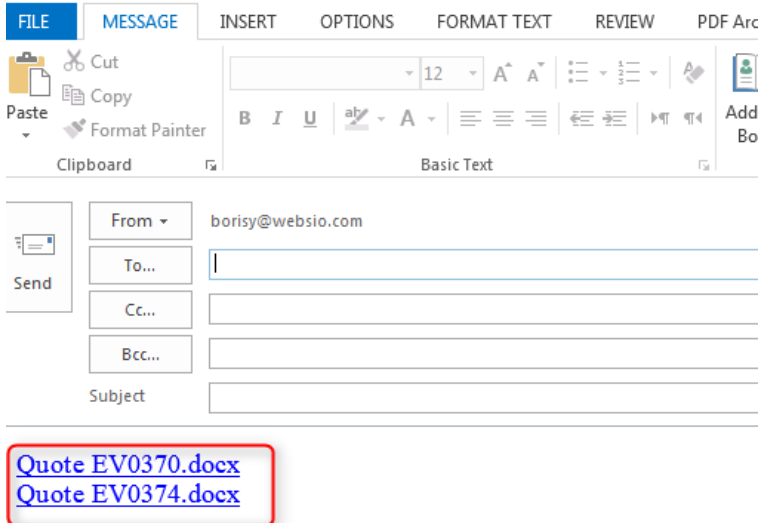 FILE MESSAGE INSERT OPTIONS FORMAT TEXT REVIEW PDF Arc
Cut
Copy
Format Painter
Paste
12
B I U
Add
Bo
Clipboard
Basic Text
From borisy@websio.com
To...
Cc...
Bcc...
Send
Subject
Quote EV0370.docx
Quote EV0374.docx